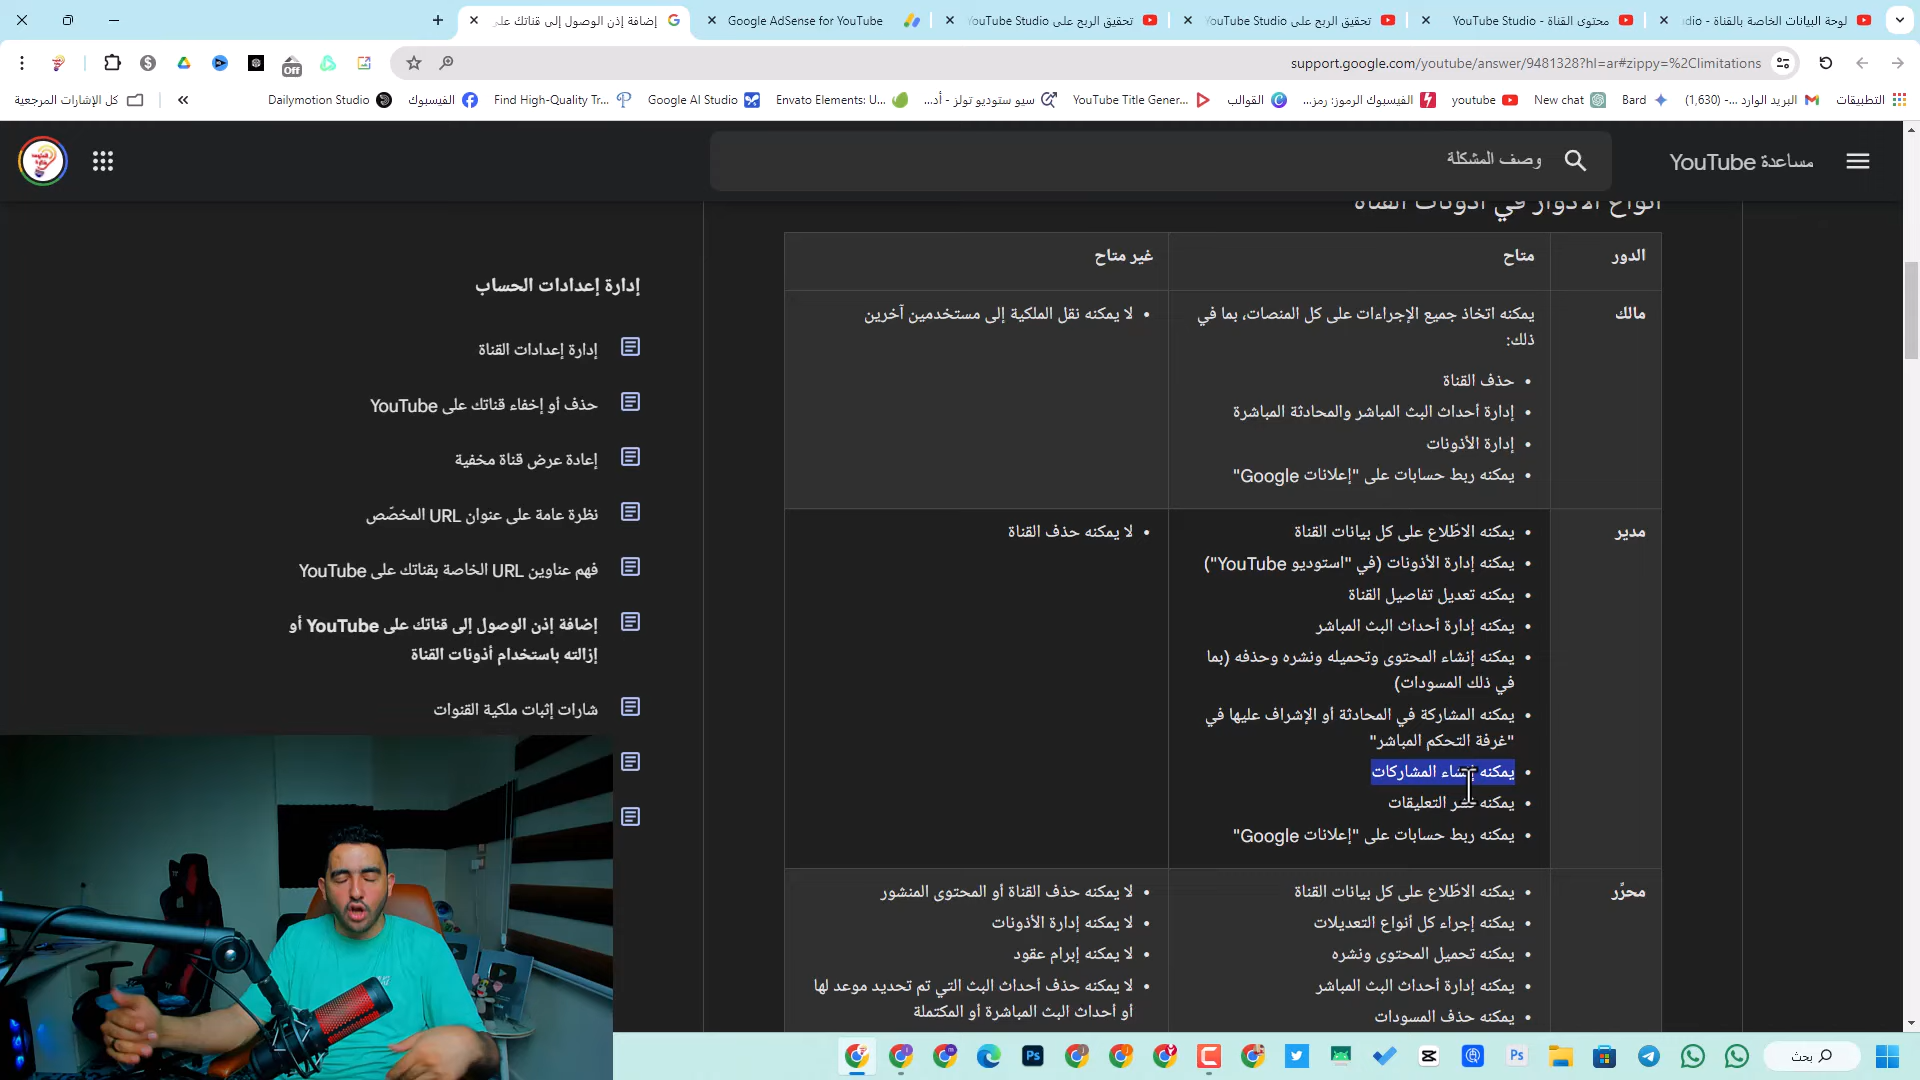 إضافة إذن الوصول إلى قناتك على
Google AdSense for YouTube
تحقيق الربح على YouTube Studio
تحقيق الربح على YouTube Studio
محتوى القناة - YouTube Studio
لوحة البيانات الخاصة بالقناة - dio
Off
support.google.com/youtube/answer/9481328?hl=ar#zippy=%2Climitations
كل الإشارات المرجعية
Dailymotion Studio
الفيسبوك
Find High-Quality Tr...
Google AI Studio
Envato Elements: U...
سيو ستوديو تولز - أد...
YouTube Title Gener...
القوالب
الفيسبوك الرموز: رمز...
youtube
New chat
Bard
البريد الوارد -... (1,630)
التطبيقات
مساعدة YouTube
وصف المشكلة
أنواع الأدوار في أذونات القناة
الدور
متاح
غير متاح
مالك
يمكنه اتخاذ جميع الإجراءات على كل المنصات، بما في
ذلك:
• حذف القناة
• إدارة أحداث البث المباشر والمحادثة المباشرة
• إدارة الأذونات
• يمكنه ربط حسابات على "إعلانات Google"
• لا يمكنه نقل الملكية إلى مستخدمين آخرين
مدير
• يمكنه الاطّلاع على كل بيانات القناة
• يمكنه إدارة الأذونات (في "استوديو YouTube")
• يمكنه تعديل تفاصيل القناة
• يمكنه إدارة أحداث البث المباشر
• يمكنه إنشاء المحتوى وتحميله ونشره وحذفه (بما
في ذلك المسودات)
• يمكنه المشاركة في المحادثة أو الإشراف عليها في
"غرفة التحكم المباشر"
• يمكنه إنشاء المشاركات
• يمكنه نشر التعليقات
• يمكنه ربط حسابات على "إعلانات Google"
• لا يمكنه حذف القناة
محرِّر
• يمكنه الاطّلاع على كل بيانات القناة
• يمكنه إجراء كل أنواع التعديلات
• يمكنه تحميل المحتوى ونشره
• يمكنه إدارة أحداث البث المباشر
• يمكنه حذف المسودات
• لا يمكنه حذف القناة أو المحتوى المنشور
• لا يمكنه إدارة الأذونات
• لا يمكنه إبرام عقود
• لا يمكنه حذف أحداث البث التي تم تحديد موعد لها
أو أحداث البث المباشرة أو المكتملة
إدارة إعدادات الحساب
إدارة إعدادات القناة
حذف أو إخفاء قناتك على YouTube
إعادة عرض قناة مخفية
نظرة عامة على عنوان URL المخصّص
فهم عناوين URL الخاصة بقناتك على YouTube
إضافة إذن الوصول إلى قناتك على YouTube أو
إزالته باستخدام أذونات القناة
شارات إثبات ملكية القنوات
Ps
Ps
بحث